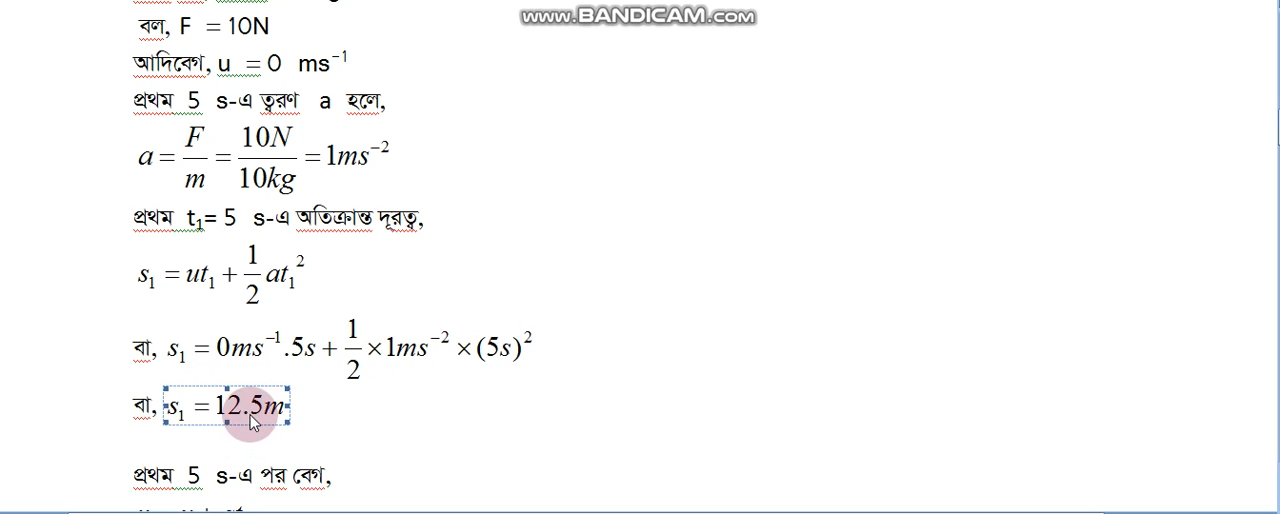 www.BANDICAM.com
বল, F = 10N
আদিবেগ, u = 0 ms⁻¹
প্রথম 5 s-এ ত্বরণ a হলে,
a = F/m = 10N/10kg = 1ms⁻²
প্রথম t₁= 5 s-এ অতিক্রান্ত দূরত্ব,
s₁ = ut₁ + 1/2 at₁²
বা, s₁ = 0ms⁻¹.5s + 1/2 × 1ms⁻² × (5s)²
বা, s₁ = 12.5m
প্রথম 5 s-এ পর বেগ,